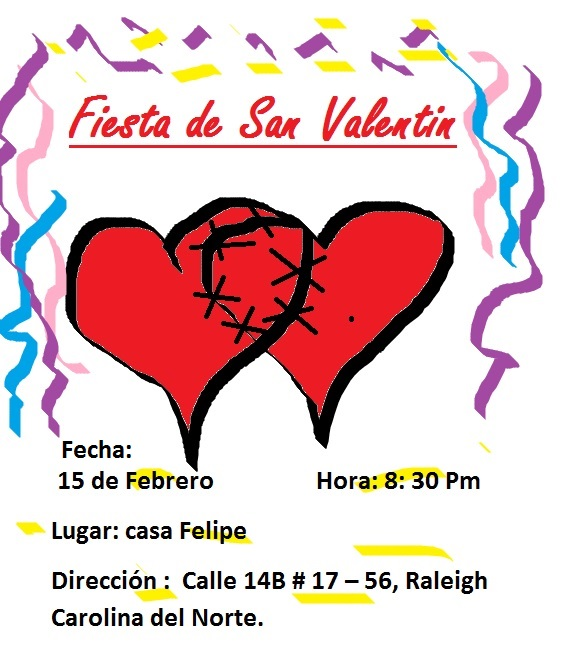 Fiesta de San Valentin
Fecha:
15 de Febrero Hora: 8: 30 Pm
Lugar: casa Felipe
Dirección : Calle 14B # 17 – 56, Raleigh
Carolina del Norte.